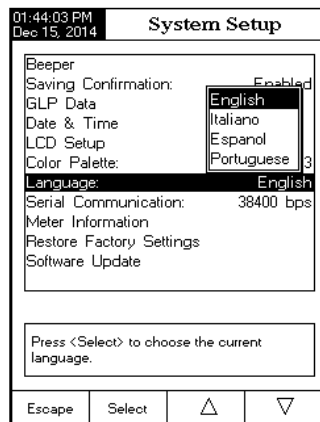 01:44:03 PM
Dec 15, 2014
System Setup
Beeper
Saving Confirmation: Enabled
GLP Data
Date & Time
LCD Setup
Color Palette: 3
English
Italiano
Espanol
Portuguese
Language: English
Serial Communication: 38400 bps
Meter Information
Restore Factory Settings
Software Update
Press <Select> to choose the current
language.
Escape Select △ ▽